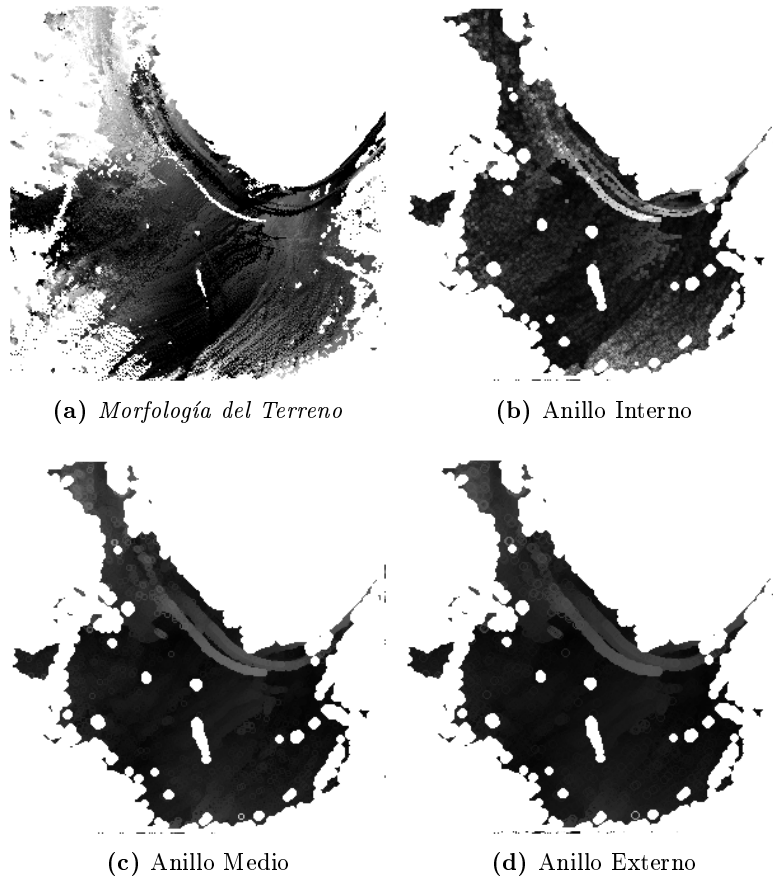 (a) Morfología del Terreno
(b) Anillo Interno
(c) Anillo Medio
(d) Anillo Externo